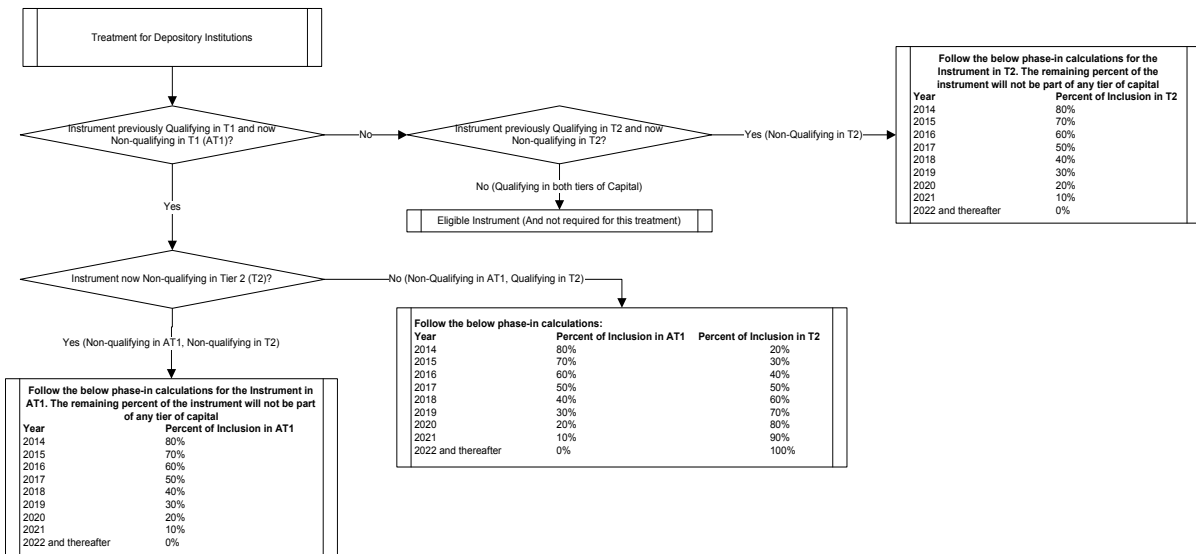 Treatment for Depository Institutions
Instrument previously Qualifying in T1 and now
Non-qualifying in T1 (AT1)?
No
Instrument previously Qualifying in T2 and now
Non-qualifying in T2?
Yes (Non-Qualifying in T2)
Follow the below phase-in calculations for the
Instrument in T2. The remaining percent of the
instrument will not be part of any tier of capital
Year Percent of Inclusion in T2
2014 80%
2015 70%
2016 60%
2017 50%
2018 40%
2019 30%
2020 20%
2021 10%
2022 and thereafter 0%
No (Qualifying in both tiers of Capital)
Eligible Instrument (And not required for this treatment)
Yes
Instrument now Non-qualifying in Tier 2 (T2)?
No (Non-Qualifying in AT1, Qualifying in T2)
Follow the below phase-in calculations:
Year Percent of Inclusion in AT1 Percent of Inclusion in T2
2014 80% 20%
2015 70% 30%
2016 60% 40%
2017 50% 50%
2018 40% 60%
2019 30% 70%
2020 20% 80%
2021 10% 90%
2022 and thereafter 0% 100%
Yes (Non-qualifying in AT1, Non-qualifying in T2)
Follow the below phase-in calculations for the Instrument in
AT1. The remaining percent of the instrument will not be part
of any tier of capital
Year Percent of Inclusion in AT1
2014 80%
2015 70%
2016 60%
2017 50%
2018 40%
2019 30%
2020 20%
2021 10%
2022 and thereafter 0%